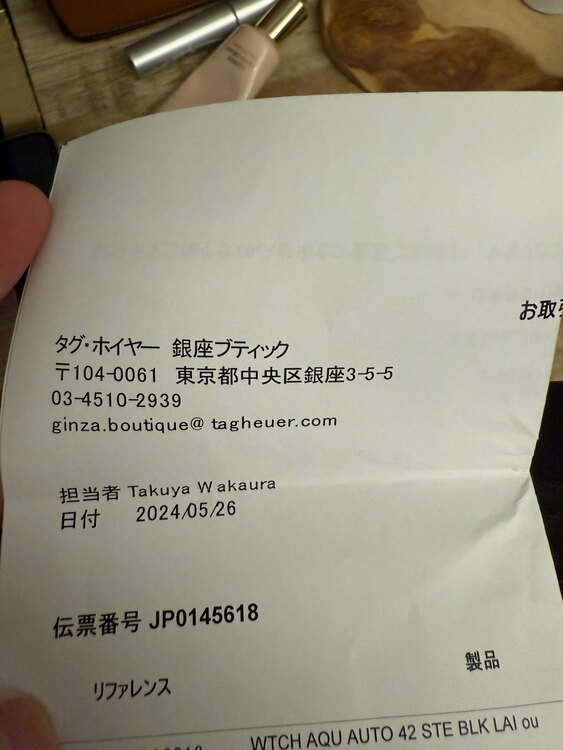 お取
タグ・ホイヤー 銀座ブティック
〒104-0061 東京都中央区銀座3-5-5
03-4510-2939
ginza.boutique@ tagheuer.com
担当者 Takuya Wakaura
日付 2024/05/26
伝票番号 JP0145618
リファレンス 製品
WTCH AQU AUTO 42 STE BLK LAI ou